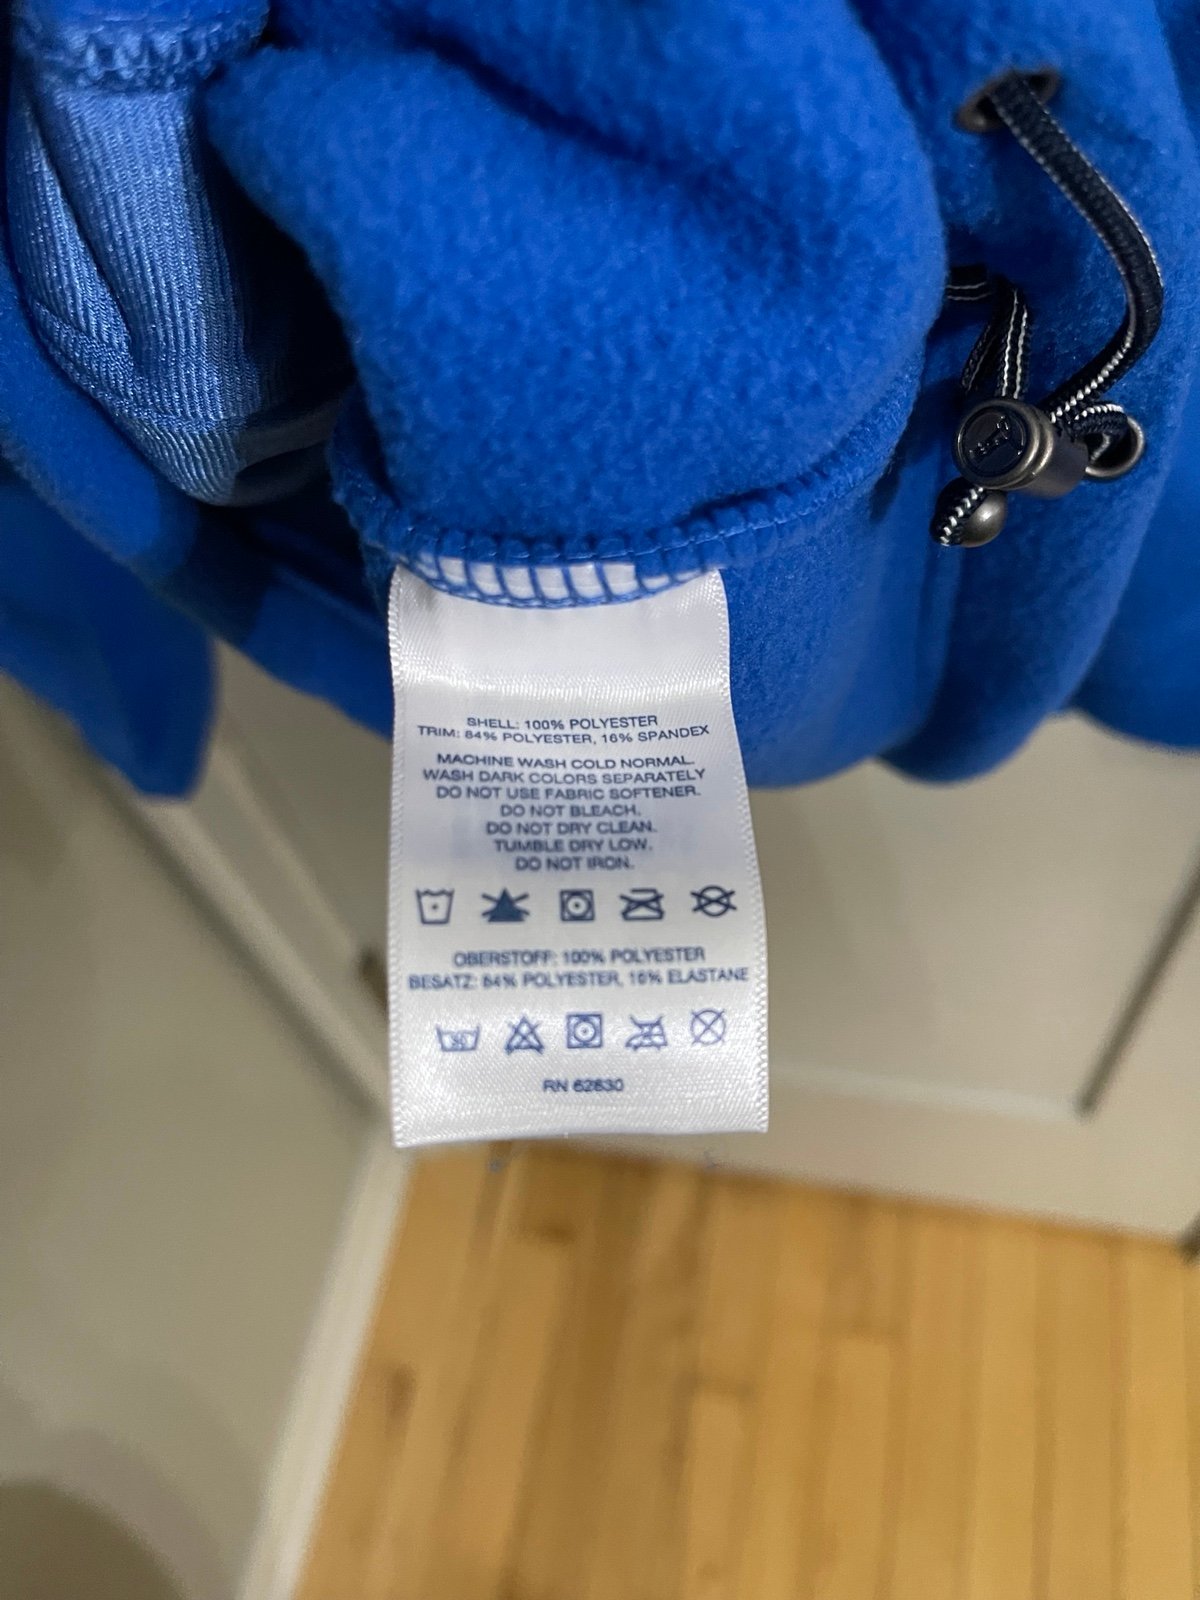 SHELL: 100% POLYESTER
TRIM: 84% POLYESTER, 16% SPANDEX
MACHINE WASH COLD NORMAL.
WASH DARK COLORS SEPARATELY
DO NOT USE FABRIC SOFTENER.
DO NOT BLEACH.
DO NOT DRY CLEAN.
TUMBLE DRY LOW.
DO NOT IRON.
OBERSTOFF: 100% POLYESTER
BESATZ: 84% POLYESTER, 16% ELASTANE
30
RN 62830